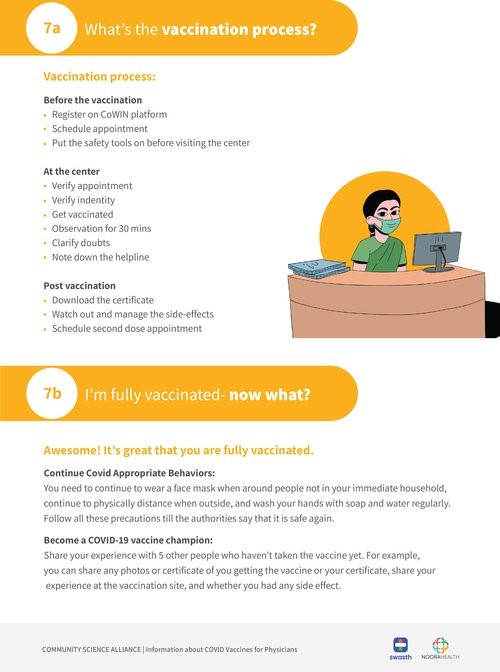 7a What's the vaccination process?
Vaccination process:
Before the vaccination
• Register on CoWIN platform
• Schedule appointment
• Put the safety tools on before visiting the center
At the center
• Verify appointment
• Verify indentity
• Get vaccinated
• Observation for 30 mins
• Clarify doubts
• Note down the helpline
Post vaccination
• Download the certificate
• Watch out and manage the side-effects
• Schedule second dose appointment
7b I'm fully vaccinated- now what?
Awesome! It's great that you are fully vaccinated.
Continue Covid Appropriate Behaviors:
You need to continue to wear a face mask when around people not in your immediate household,
continue to physically distance when outside, and wash your hands with soap and water regularly.
Follow all these precautions till the authorities say that it is safe again.
Become a COVID-19 vaccine champion:
Share your experience with 5 other people who haven't taken the vaccine yet. For example,
you can share any photos or certificate of you getting the vaccine or your certificate, share your
experience at the vaccination site, and whether you had any side effect.
COMMUNITY SCIENCE ALLIANCE | Information about COVID Vaccines for Physicians
swasth
NOORAHEALTH